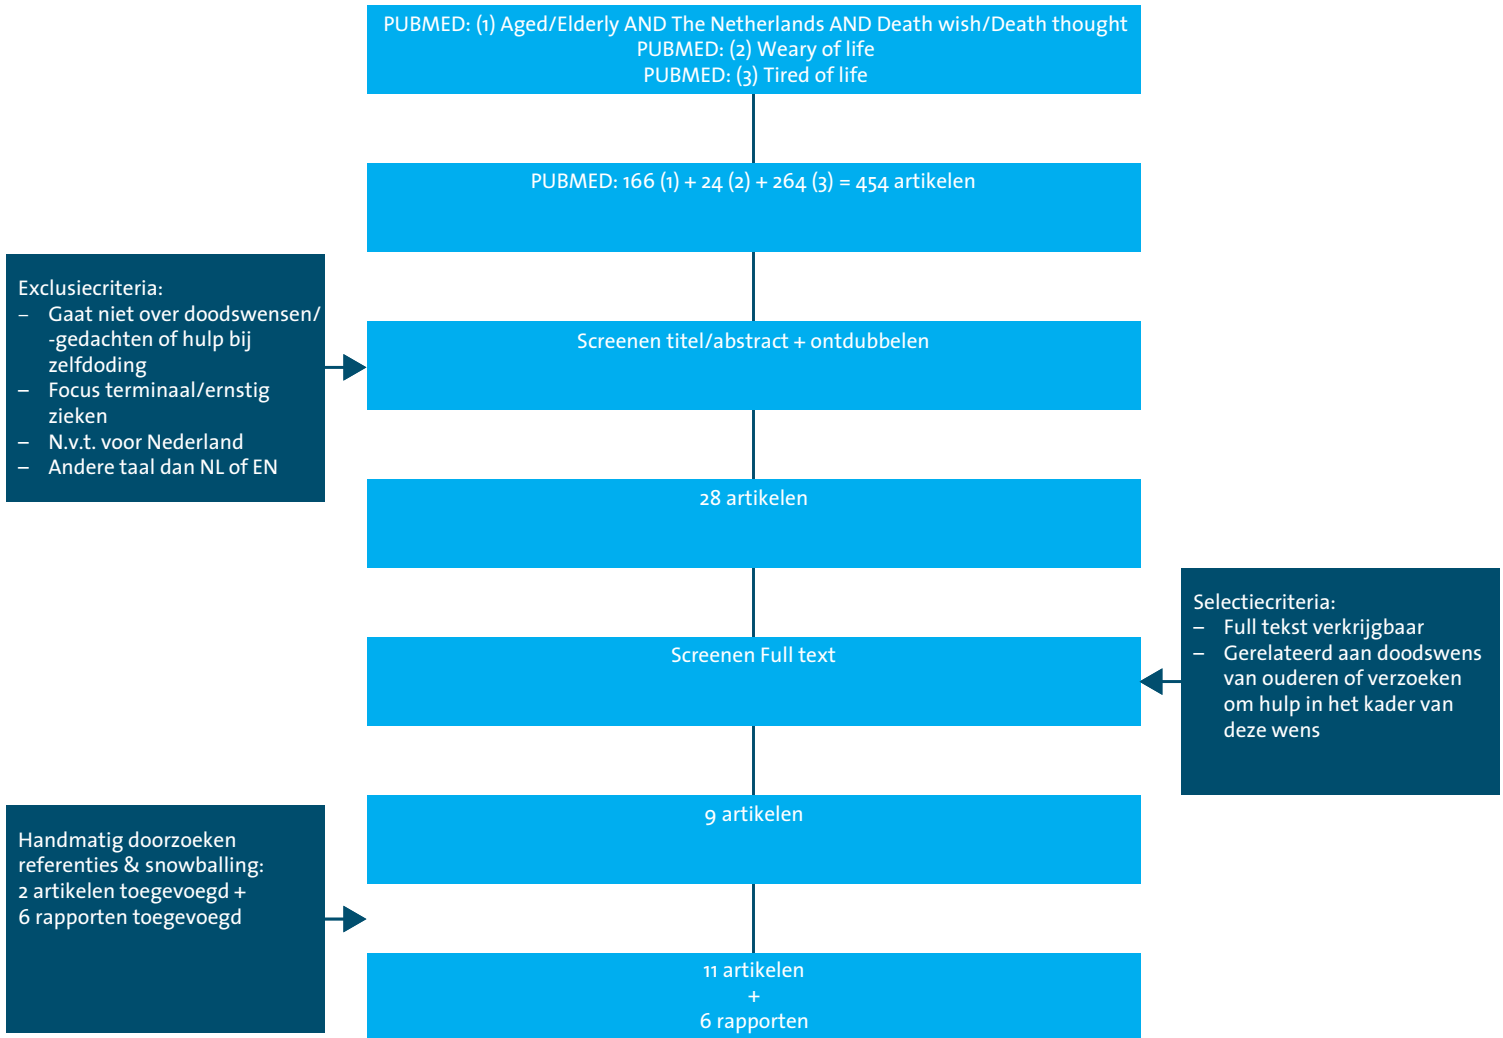 PUBMED: (1) Aged/Elderly AND The Netherlands AND Death wish/Death thought
PUBMED: (2) Weary of life
PUBMED: (3) Tired of life
PUBMED: 166 (1) + 24 (2) + 264 (3) = 454 artikelen
Exclusiecriteria:
– Gaat niet over doodswensen/
-gedachten of hulp bij
zelfdoding
– Focus terminaal/ernstig
zieken
– N.v.t. voor Nederland
– Andere taal dan NL of EN
Screenen titel/abstract + ontdubbelen
28 artikelen
Selectiecriteria:
– Full tekst verkrijgbaar
– Gerelateerd aan doodswens
van ouderen of verzoeken
om hulp in het kader van
deze wens
Screenen Full text
9 artikelen
Handmatig doorzoeken
referenties & snowballing:
2 artikelen toegevoegd +
6 rapporten toegevoegd
11 artikelen
+
6 rapporten